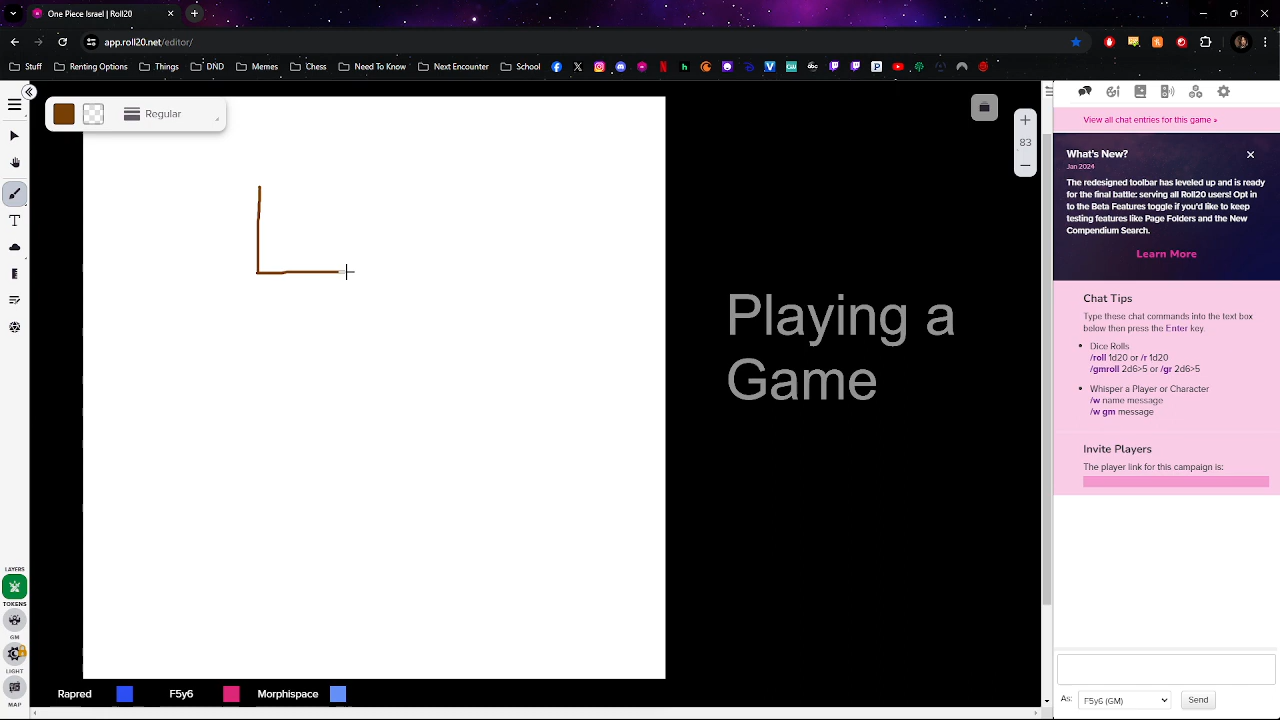 One Piece Israel | Roll20
app.roll20.net/editor/
Stuff Renting Options Things DND Memes Chess Need To Know Next Encounter School
Regular
View all chat entries for this game »
83
What's New?
Jan 2024
The redesigned toolbar has leveled up and is ready
for the final battle: serving all Roll20 users! Opt in
to the Beta Features toggle if you'd like to keep
testing features like Page Folders and the New
Compendium Search.
Learn More
Playing a
Game
Chat Tips
Type these chat commands into the text box
below then press the Enter key.
• Dice Rolls
/roll 1d20 or /r 1d20
/gmroll 2d6>5 or /gr 2d6>5
• Whisper a Player or Character
/w name message
/w gm message
Invite Players
The player link for this campaign is:
LAYERS
TOKENS
GM
LIGHT
MAP
Rapred F5y6 Morphispace
As: F5y6 (GM) Send